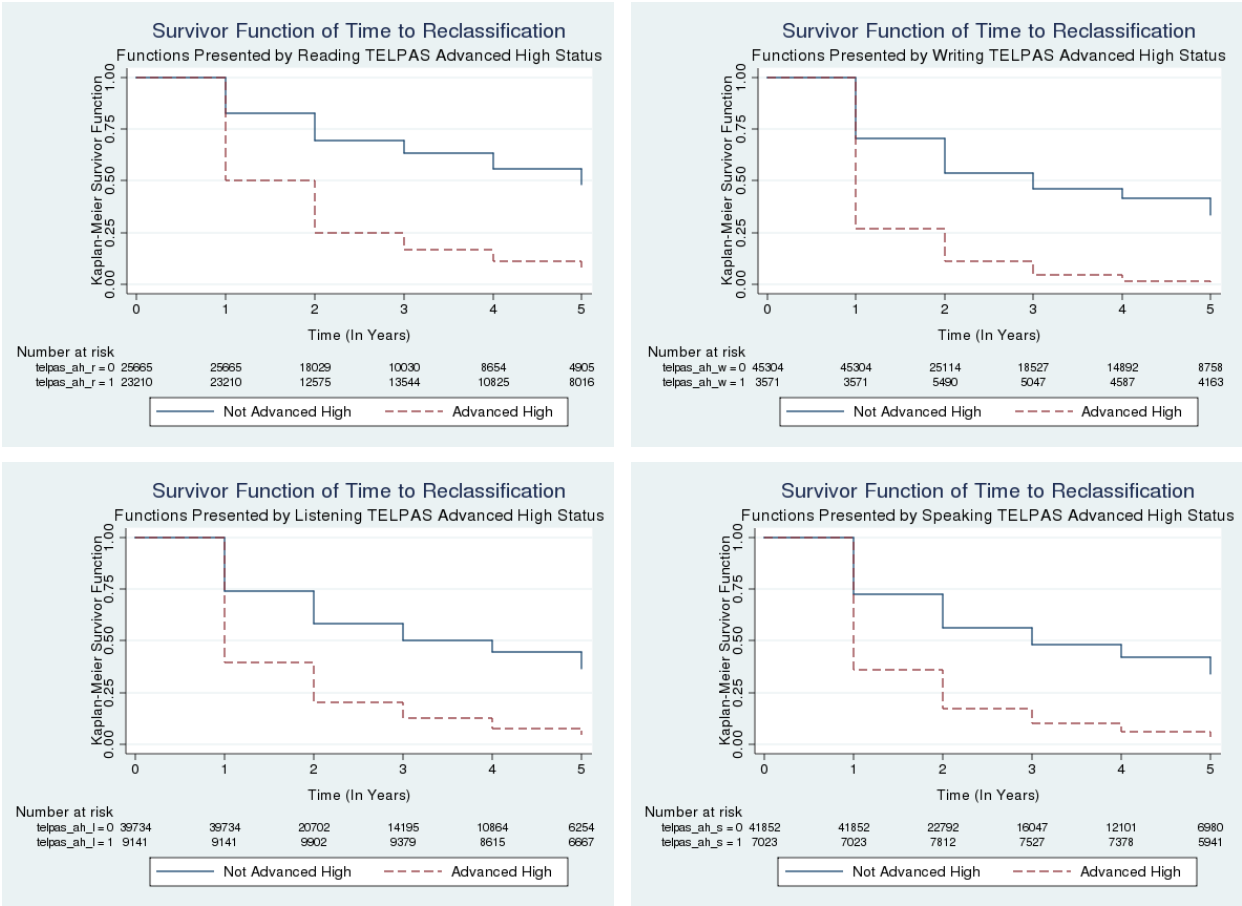 Survivor Function of Time to Reclassification
Functions Presented by Reading TELPAS Advanced High Status
Kaplan-Meier Survivor Function
1.00
0.75
0.50
0.25
0.00
0 1 2 3 4 5
Time (In Years)
Number at risk
telpas_ah_r = 0 25665 25665 18029 10030 8654 4905
telpas_ah_r = 1 23210 23210 12575 13544 10825 8016
Not Advanced High Advanced High
Survivor Function of Time to Reclassification
Functions Presented by Writing TELPAS Advanced High Status
Kaplan-Meier Survivor Function
1.00
0.75
0.50
0.25
0.00
0 1 2 3 4 5
Time (In Years)
Number at risk
telpas_ah_w = 0 45304 45304 25114 18527 14892 8758
telpas_ah_w = 1 3571 3571 5490 5047 4587 4163
Not Advanced High Advanced High
Survivor Function of Time to Reclassification
Functions Presented by Listening TELPAS Advanced High Status
Kaplan-Meier Survivor Function
1.00
0.75
0.50
0.25
0.00
0 1 2 3 4 5
Time (In Years)
Number at risk
telpas_ah_l = 0 39734 39734 20702 14195 10864 6254
telpas_ah_l = 1 9141 9141 9902 9379 8615 6667
Not Advanced High Advanced High
Survivor Function of Time to Reclassification
Functions Presented by Speaking TELPAS Advanced High Status
Kaplan-Meier Survivor Function
1.00
0.75
0.50
0.25
0.00
0 1 2 3 4 5
Time (In Years)
Number at risk
telpas_ah_s = 0 41852 41852 22792 16047 12101 6980
telpas_ah_s = 1 7023 7023 7812 7527 7378 5941
Not Advanced High Advanced High